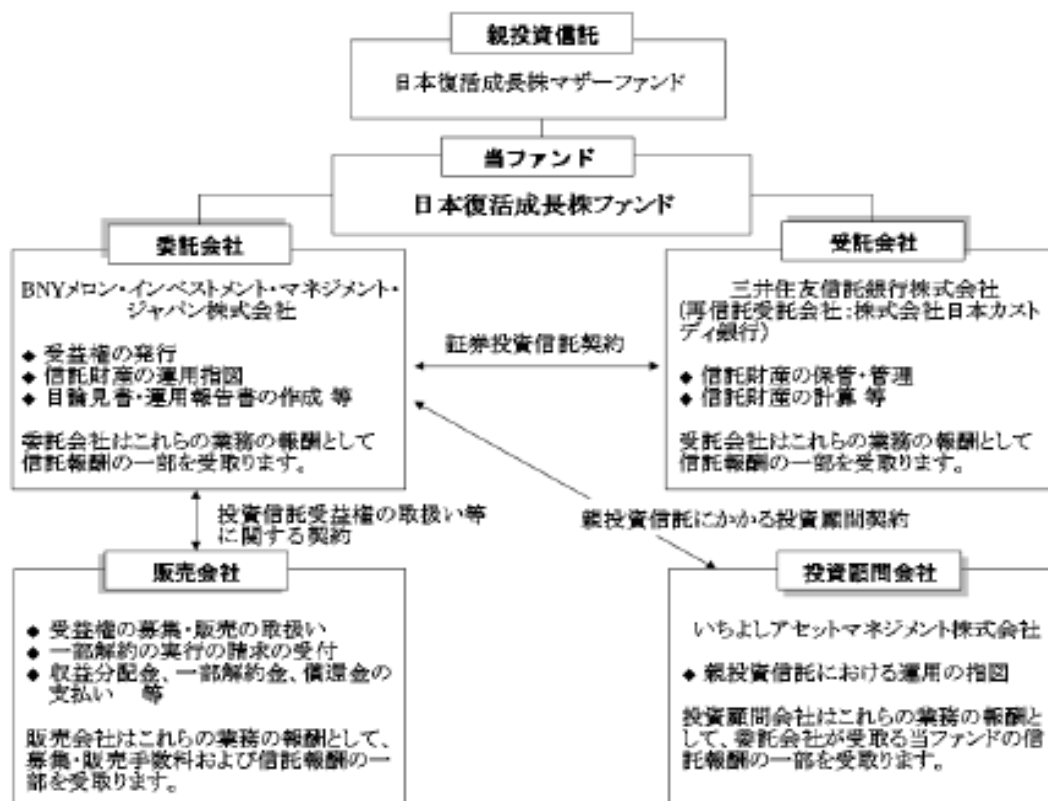 親投資信託
日本復活成長株マザーファンド
当ファンド
日本復活成長株ファンド
委託会社
BNYメロン・インベストメント・マネジメント・
ジャパン株式会社
◆ 受益権の発行
◆ 信託財産の運用指図
◆ 目論見書・運用報告書の作成 等
委託会社はこれらの業務の報酬として
信託報酬の一部を受取ります。
証券投資信託契約
受託会社
三井住友信託銀行株式会社
(再信託受託会社:株式会社日本カスト
ディ銀行)
◆ 信託財産の保管・管理
◆ 信託財産の計算 等
受託会社はこれらの業務の報酬として
信託報酬の一部を受取ります。
投資信託受益権の取扱い等
に関する契約
親投資信託にかかる投資顧問契約
販売会社
◆ 受益権の募集・販売の取扱い
◆ 一部解約の実行の請求の受付
◆ 収益分配金、一部解約金、償還金の
支払い 等
販売会社はこれらの業務の報酬として、
募集・販売手数料および信託報酬の一
部を受取ります。
投資顧問会社
いちよしアセットマネジメント株式会社
◆ 親投資信託における運用の指図
投資顧問会社はこれらの業務の報酬と
して、委託会社が受取る当ファンドの信
託報酬の一部を受取ります。